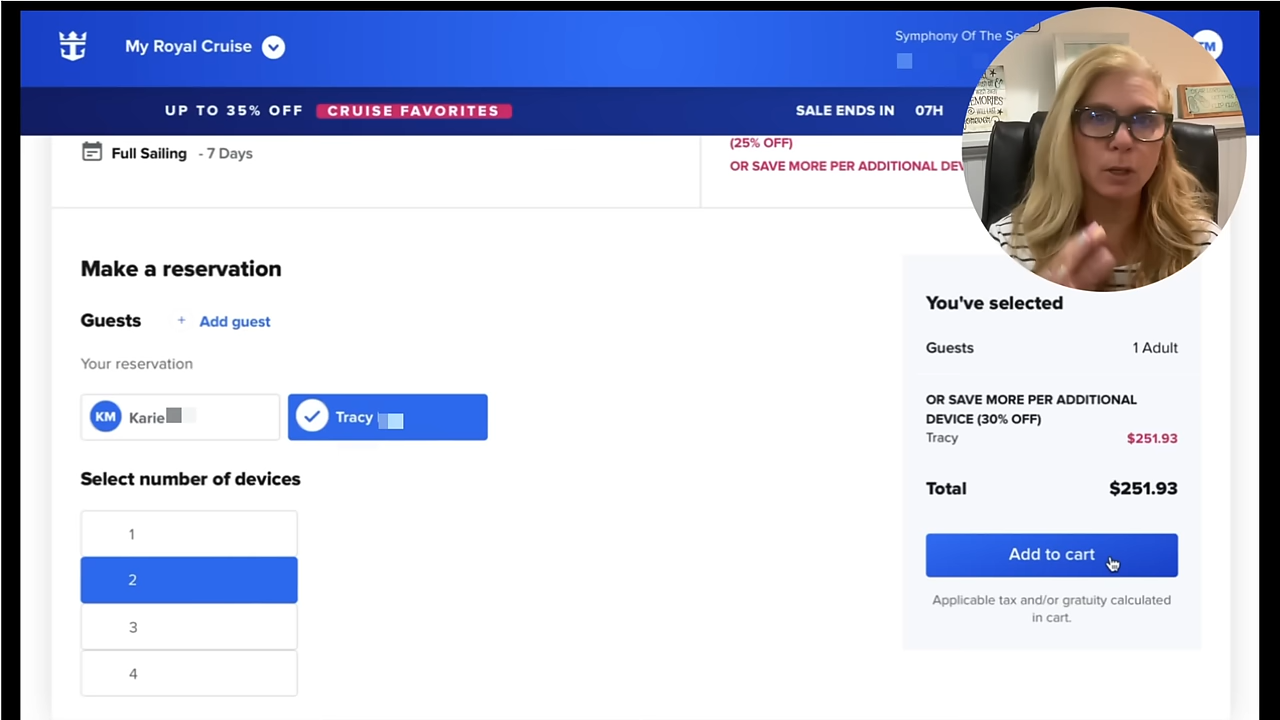 My Royal Cruise
Symphony Of The
UP TO 35% OFF CRUISE FAVORITES
SALE ENDS IN 07H
Full Sailing - 7 Days
(25% OFF)
OR SAVE MORE PER ADDITIONAL
MEMORIES
Make a reservation
Guests + Add guest
Your reservation
KM Karie
Tracy
Select number of devices
1
2
3
4
You've selected
Guests 1 Adult
OR SAVE MORE PER ADDITIONAL
DEVICE (30% OFF)
Tracy $251.93
Total $251.93
Add to cart
Applicable tax and/or gratuity calculated
in cart.